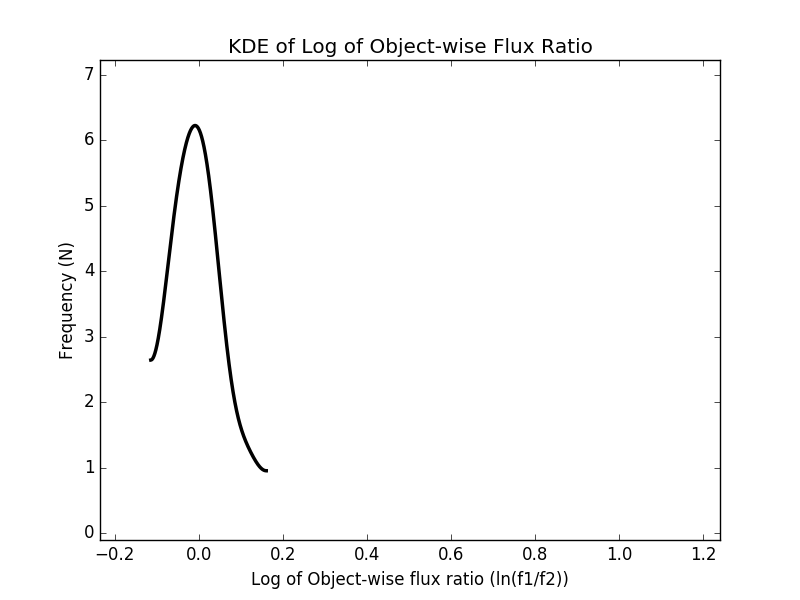 KDE of Log of Object-wise Flux Ratio
7
6
5
4
3
2
1
0
Frequency (N)
−0.2 0.0 0.2 0.4 0.6 0.8 1.0 1.2
Log of Object-wise flux ratio (ln(f1/f2))